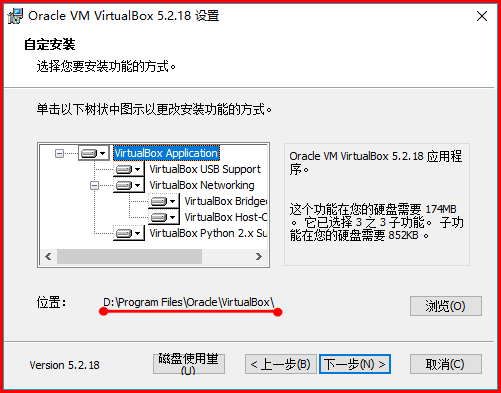 Oracle VM VirtualBox 5.2.18 设置
自定安装
选择您要安装功能的方式。
单击以下树状中图示以更改安装功能的方式。
VirtualBox Application
VirtualBox USB Support
VirtualBox Networking
VirtualBox Bridge
VirtualBox Host-O
VirtualBox Python 2.x Su
Oracle VM VirtualBox 5.2.18 应用程
序。
这个功能在您的硬盘需要 174MB
。它已选择 3 之 3 子功能。 子功
能在您的硬盘需要 852KB 。
位置:
D:\Program Files\Oracle\VirtualBox\
浏览(O)
Version 5.2.18
磁盘使用量
(U)
< 上一步(B)
下一步(N) >
取消(C)